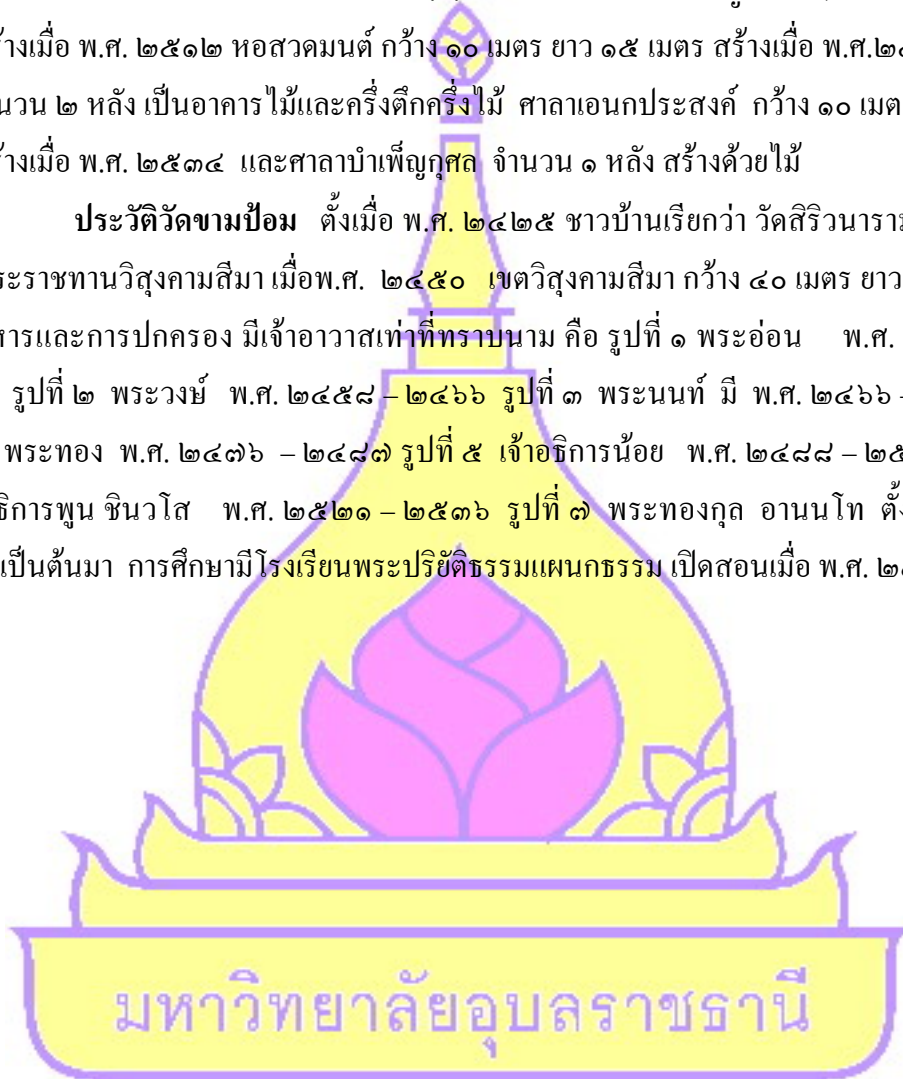 ร้างเมื่อ พ.ศ. ๒๕๑๒ หอสวดมนต์ กว้าง ๑๐ เมตร ยาว ๑๕ เมตร สร้างเมื่อ
นวน ๒ หลัง เป็นอาคารไม้และครึ่งตึกครึ่งไม้ ศาลาเอนกประสงค์ กว้าง ๑๐ เมต
ร้างเมื่อ พ.ศ. ๒๕๓๔ และศาลาบำเพ็ญกุศล จำนวน ๑ หลัง สร้างด้วยไม้
ประวัติวัดขามป้อม ตั้งเมื่อ พ.ศ. ๒๔๒๕ ชาวบ้านเรียกว่า วัดสิริวนาราม
ระราชทานวิสุงคามสีมา เมื่อพ.ศ. ๒๔๕๐ เขตวิสุงคามสีมา กว้าง ๔๐ เมตร ยาว
หารและการปกครอง มีเจ้าอาวาสเท่าที่ทราบนาม คือ รูปที่ ๑ พระอ่อน พ.ศ.
รูปที่ ๒ พระวงษ์ พ.ศ. ๒๔๕๘ – ๒๔๖๖ รูปที่ ๓ พระนนท์ มี พ.ศ. ๒๔๖๖ –
พระทอง พ.ศ. ๒๔๗๖ – ๒๔๘๗ รูปที่ ๕ เจ้าอธิการน้อย พ.ศ. ๒๔๘๘ –
ธิการพูน ชินวโส พ.ศ. ๒๕๒๑ – ๒๕๓๖ รูปที่ ๗ พระทองกุล อานนโท ตั้ง
เป็นต้นมา การศึกษามีโรงเรียนพระปริยัติธรรมแผนกธรรม เปิดสอนเมื่อ พ.ศ.
มหาวิทยาลัยอุบลราชธานี